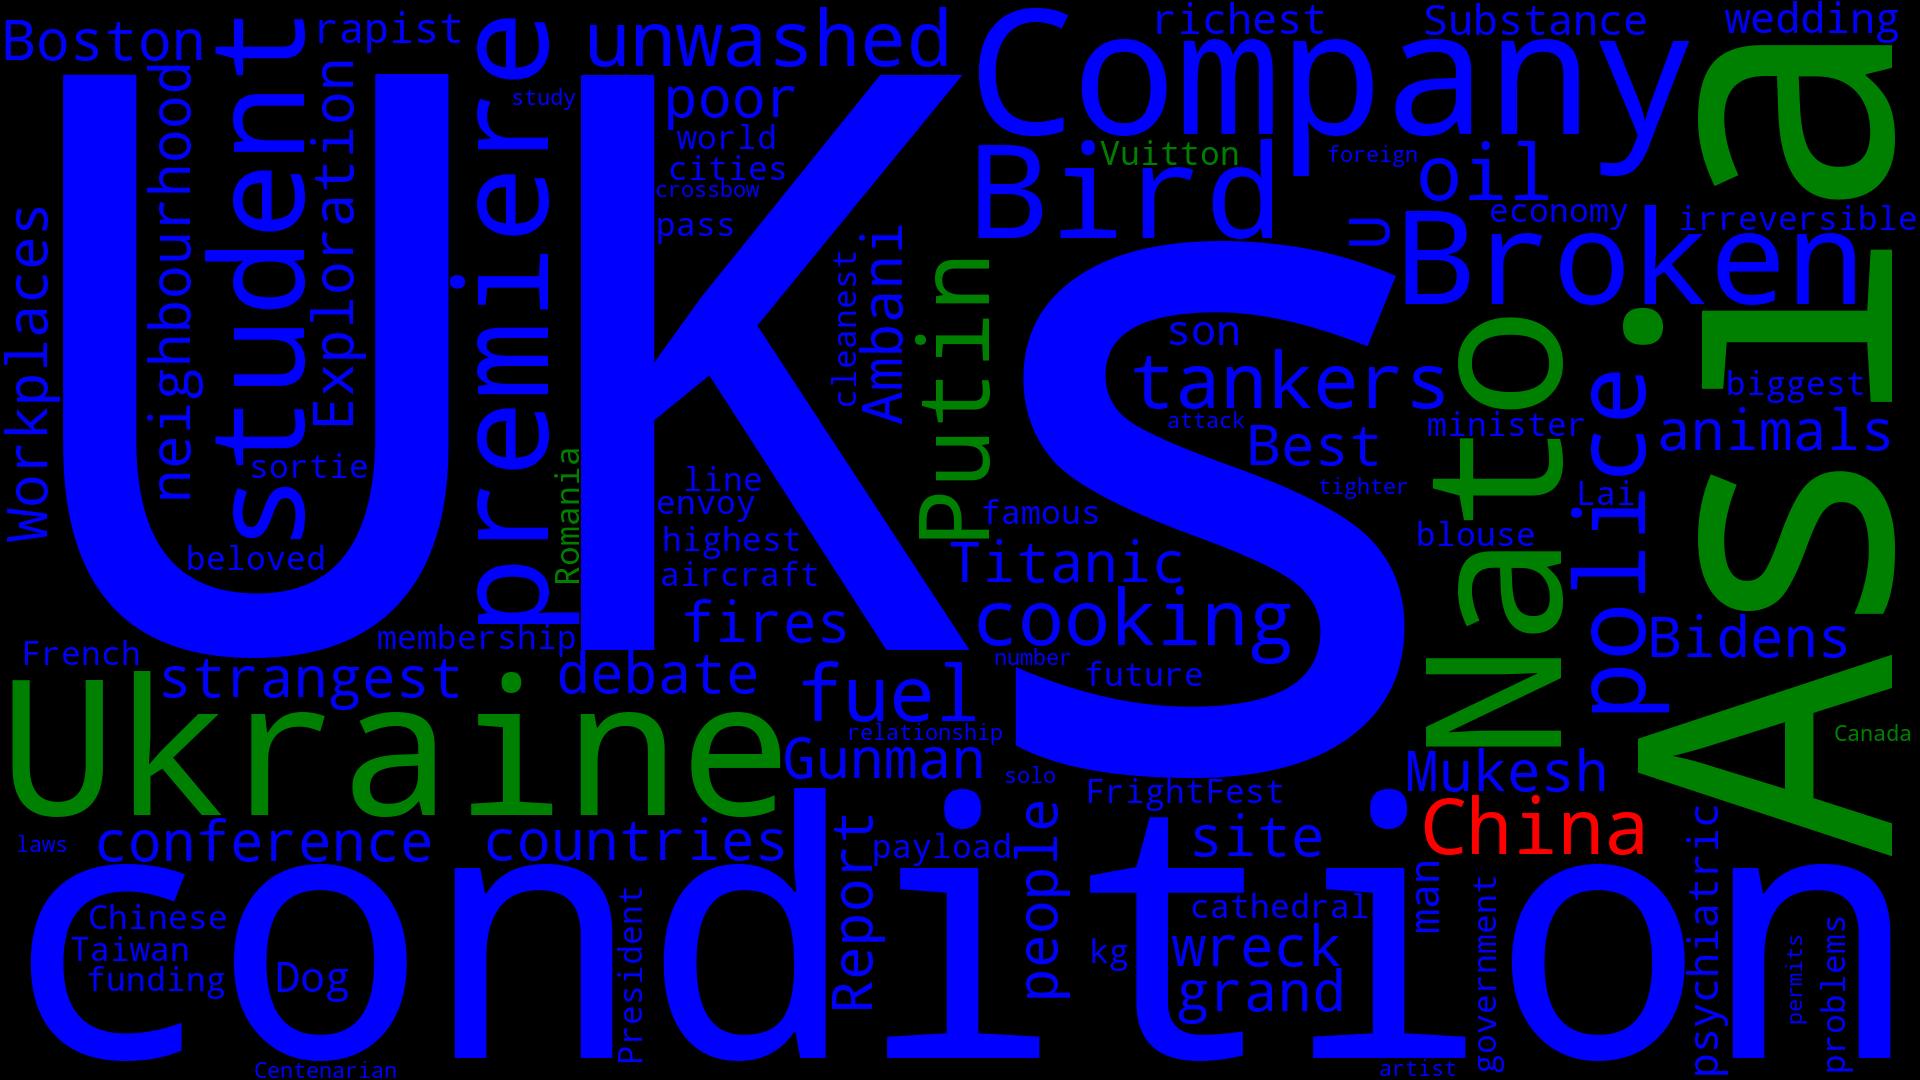 Boston
student
rapist
premiere
unwashed
Company
richest
Substance
wedding
Asia
neighbourhood
Exploration
study
poor
world
cities
crossbow
pass
UKS
Vuitton
Bird
foreign
oil
U
economy
irreversible
Broken
Workplaces
cleanest
Ambani
Putin
son
tankers
attack
Best
tighter
Nato
minister
police
biggest
animals
Lai
blouse
sortie
beloved
Romania
line
envoy
highest
aircraft
fires
famous
Titanic
cooking
number
future
Bidens
French
membership
strangest
debate
fuel
relationship
Gunman
solo
Ukraine
Canada
Mukesh
FrightFest
China
laws
conference
countries
Report
payload
people
site
condition
Chinese
Taiwan
funding
Dog
President
kg
cathedral
wreck
grand
man
government
psychiatric
permits
problems
Centenarian
artist